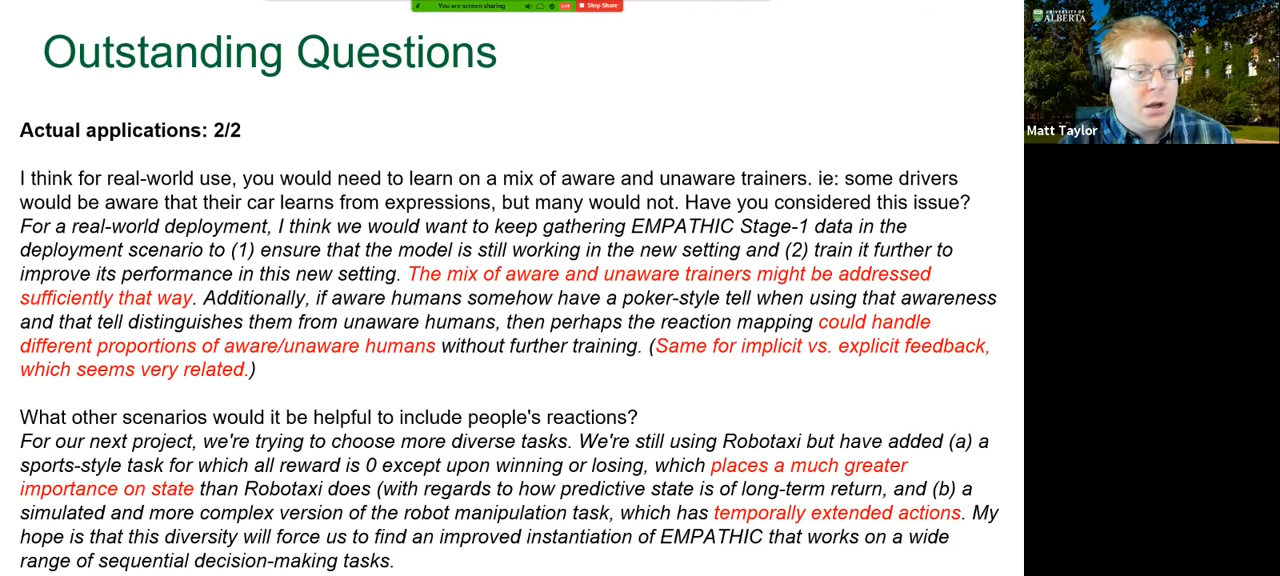 You are screen sharing
Stop Share
Outstanding Questions
UNIVERSITY OF
ALBERTA
Matt Taylor
Actual applications: 2/2
I think for real-world use, you would need to learn on a mix of aware and unaware trainers. ie: some drivers
would be aware that their car learns from expressions, but many would not. Have you considered this issue?
For a real-world deployment, I think we would want to keep gathering EMPATHIC Stage-1 data in the
deployment scenario to (1) ensure that the model is still working in the new setting and (2) train it further to
improve its performance in this new setting. The mix of aware and unaware trainers might be addressed
sufficiently that way. Additionally, if aware humans somehow have a poker-style tell when using that awareness
and that tell distinguishes them from unaware humans, then perhaps the reaction mapping could handle
different proportions of aware/unaware humans without further training. (Same for implicit vs. explicit feedback,
which seems very related.)
What other scenarios would it be helpful to include people's reactions?
For our next project, we're trying to choose more diverse tasks. We're still using Robotaxi but have added (a) a
sports-style task for which all reward is 0 except upon winning or losing, which places a much greater
importance on state than Robotaxi does (with regards to how predictive state is of long-term return, and (b) a
simulated and more complex version of the robot manipulation task, which has temporally extended actions. My
hope is that this diversity will force us to find an improved instantiation of EMPATHIC that works on a wide
range of sequential decision-making tasks.